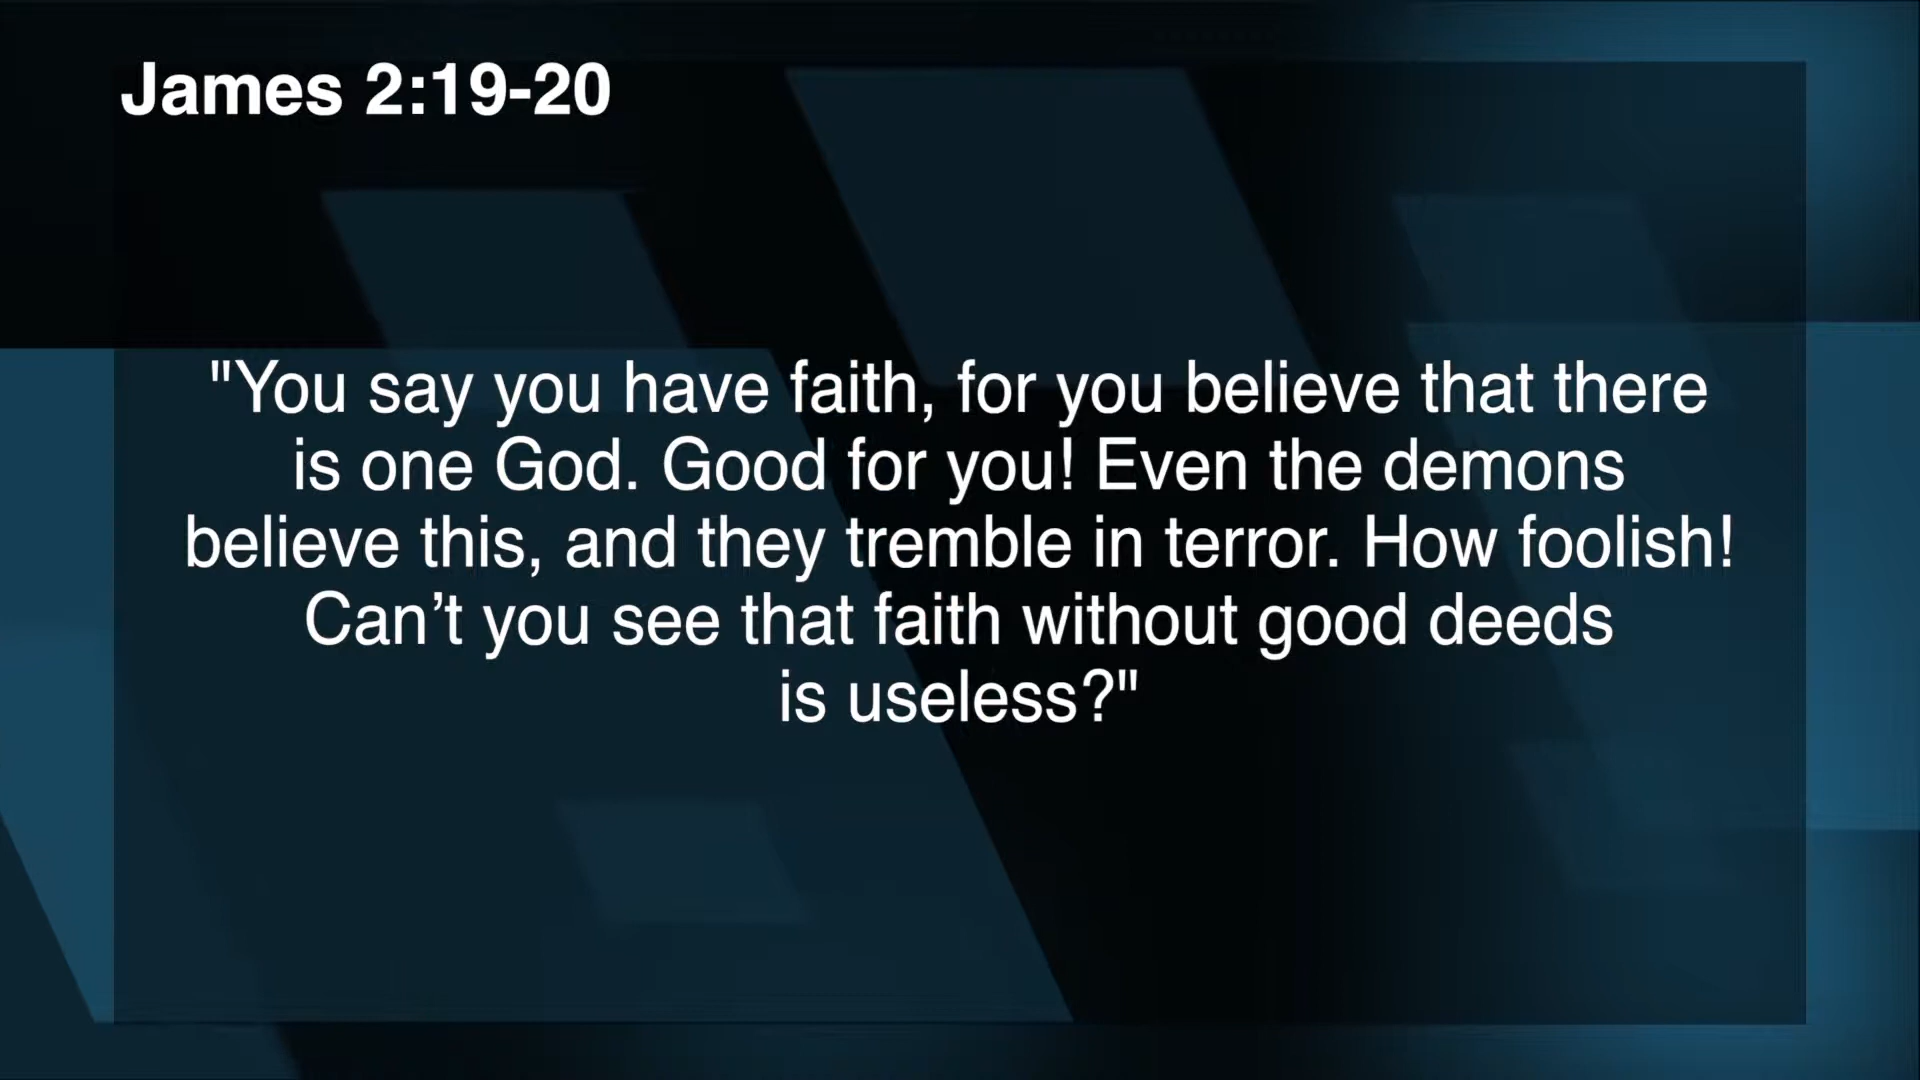 James 2:19-20
"You say you have faith, for you believe that there
is one God. Good for you! Even the demons
believe this, and they tremble in terror. How foolish!
Can’t you see that faith without good deeds
is useless?"